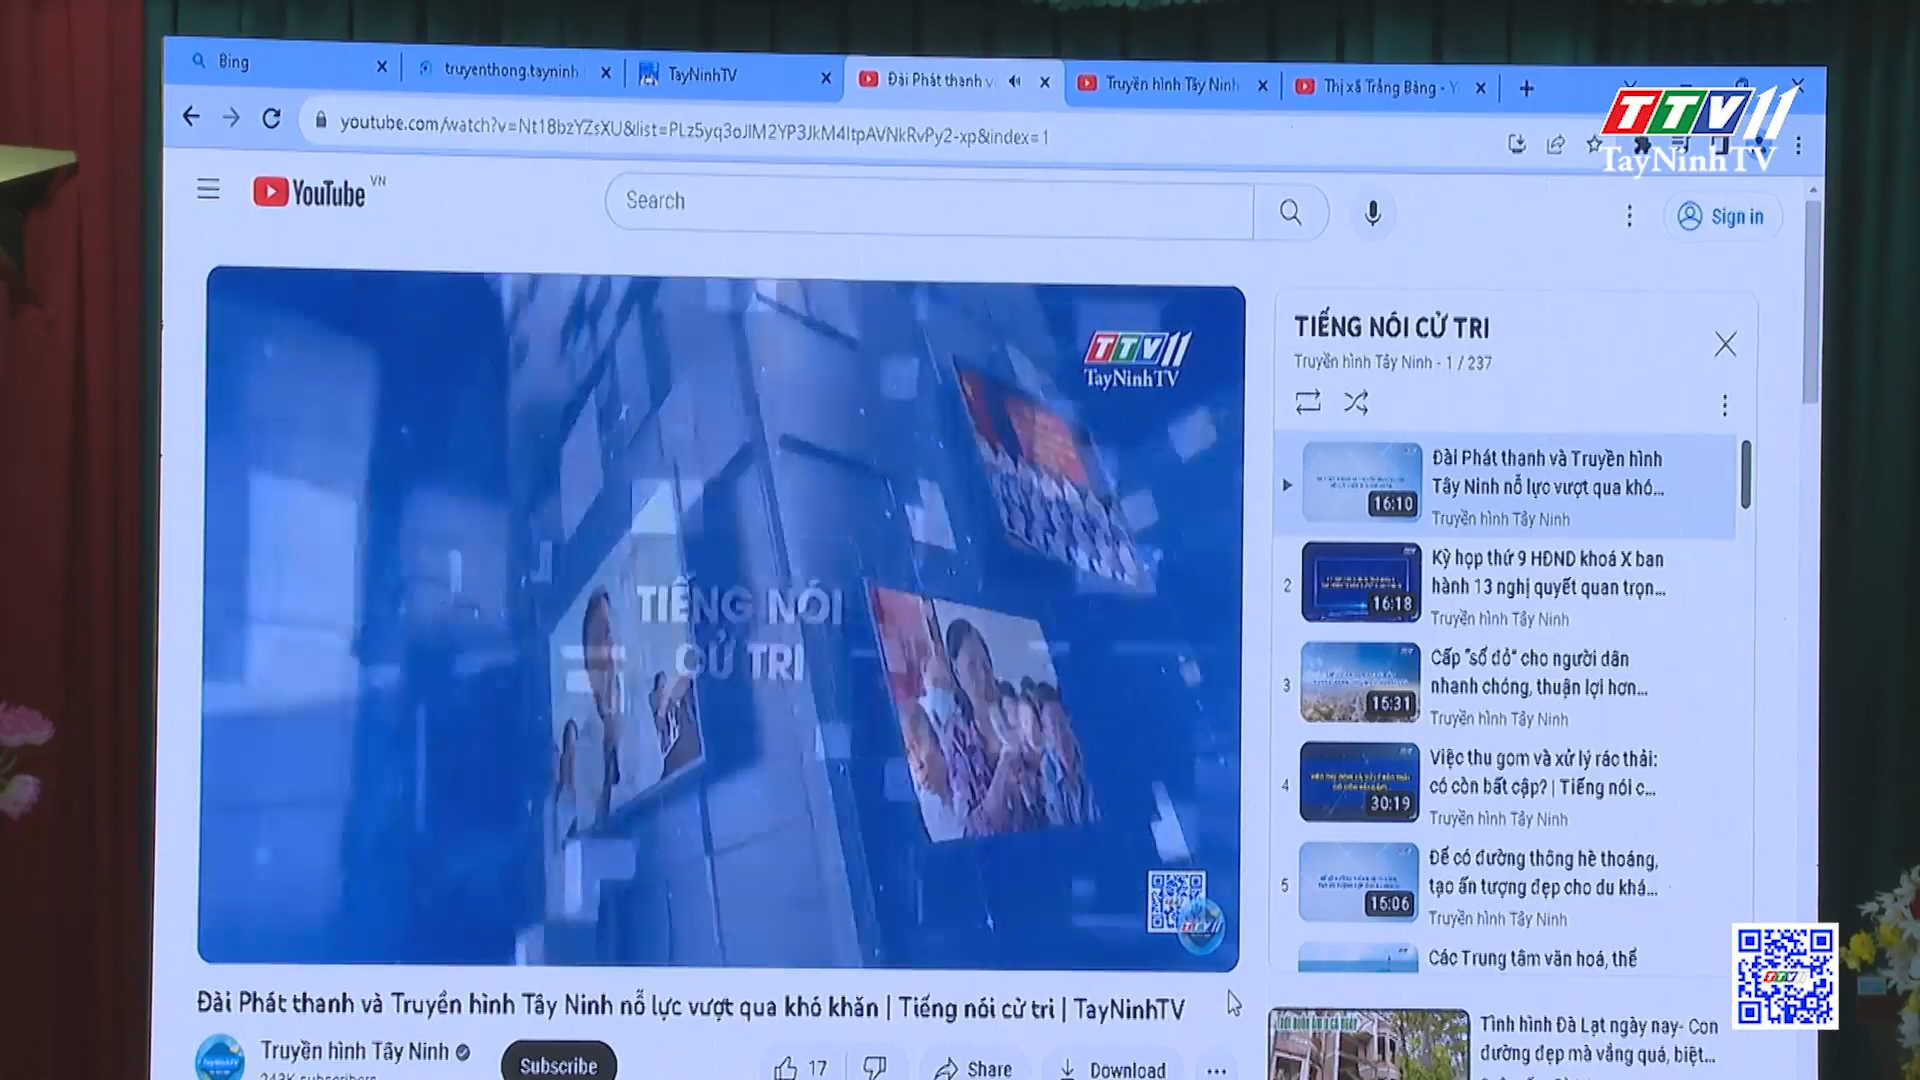 Bing
truyenthong.tayninh
TayNinhTV
Đài Phát thanh v
Truyền hình Tây Ninh
Thị xã Trảng Bàng - Y
TTV11
TayNinhTV
youtube.com/watch?v=Nt18bzYZsXU&list=PLz5yq3oJlM2YP3JkM4ltpAVNkRvPy2-xp&index=1
YouTube VN
Search
Sign in
TTV11
TayNinhTV
TIẾNG NÓI
CỬ TRI
TTV11
TIẾNG NÓI CỬ TRI
Truyền hình Tây Ninh - 1 / 237
16:10
Đài Phát thanh và Truyền hình
Tây Ninh nỗ lực vượt qua khó...
Truyền hình Tây Ninh
2
16:18
Kỳ họp thứ 9 HĐND khoá X ban
hành 13 nghị quyết quan trọn...
Truyền hình Tây Ninh
3
15:31
Cấp "sổ đỏ" cho người dân
nhanh chóng, thuận lợi hơn...
Truyền hình Tây Ninh
4
30:19
Việc thu gom và xử lý rác thải:
có còn bất cập? | Tiếng nói c...
Truyền hình Tây Ninh
5
15:06
Để có đường thông hè thoáng,
tạo ấn tượng đẹp cho du khá...
Truyền hình Tây Ninh
Các Trung tâm văn hoá, thể
TTV11
Đài Phát thanh và Truyền hình Tây Ninh nỗ lực vượt qua khó khăn | Tiếng nói cử tri | TayNinhTV
Truyền hình Tây Ninh
243K subscribers
Subscribe
17
Share
Download
Tình hình Đà Lạt ngày nay- Con
đường đẹp mà vắng quá, biệt...